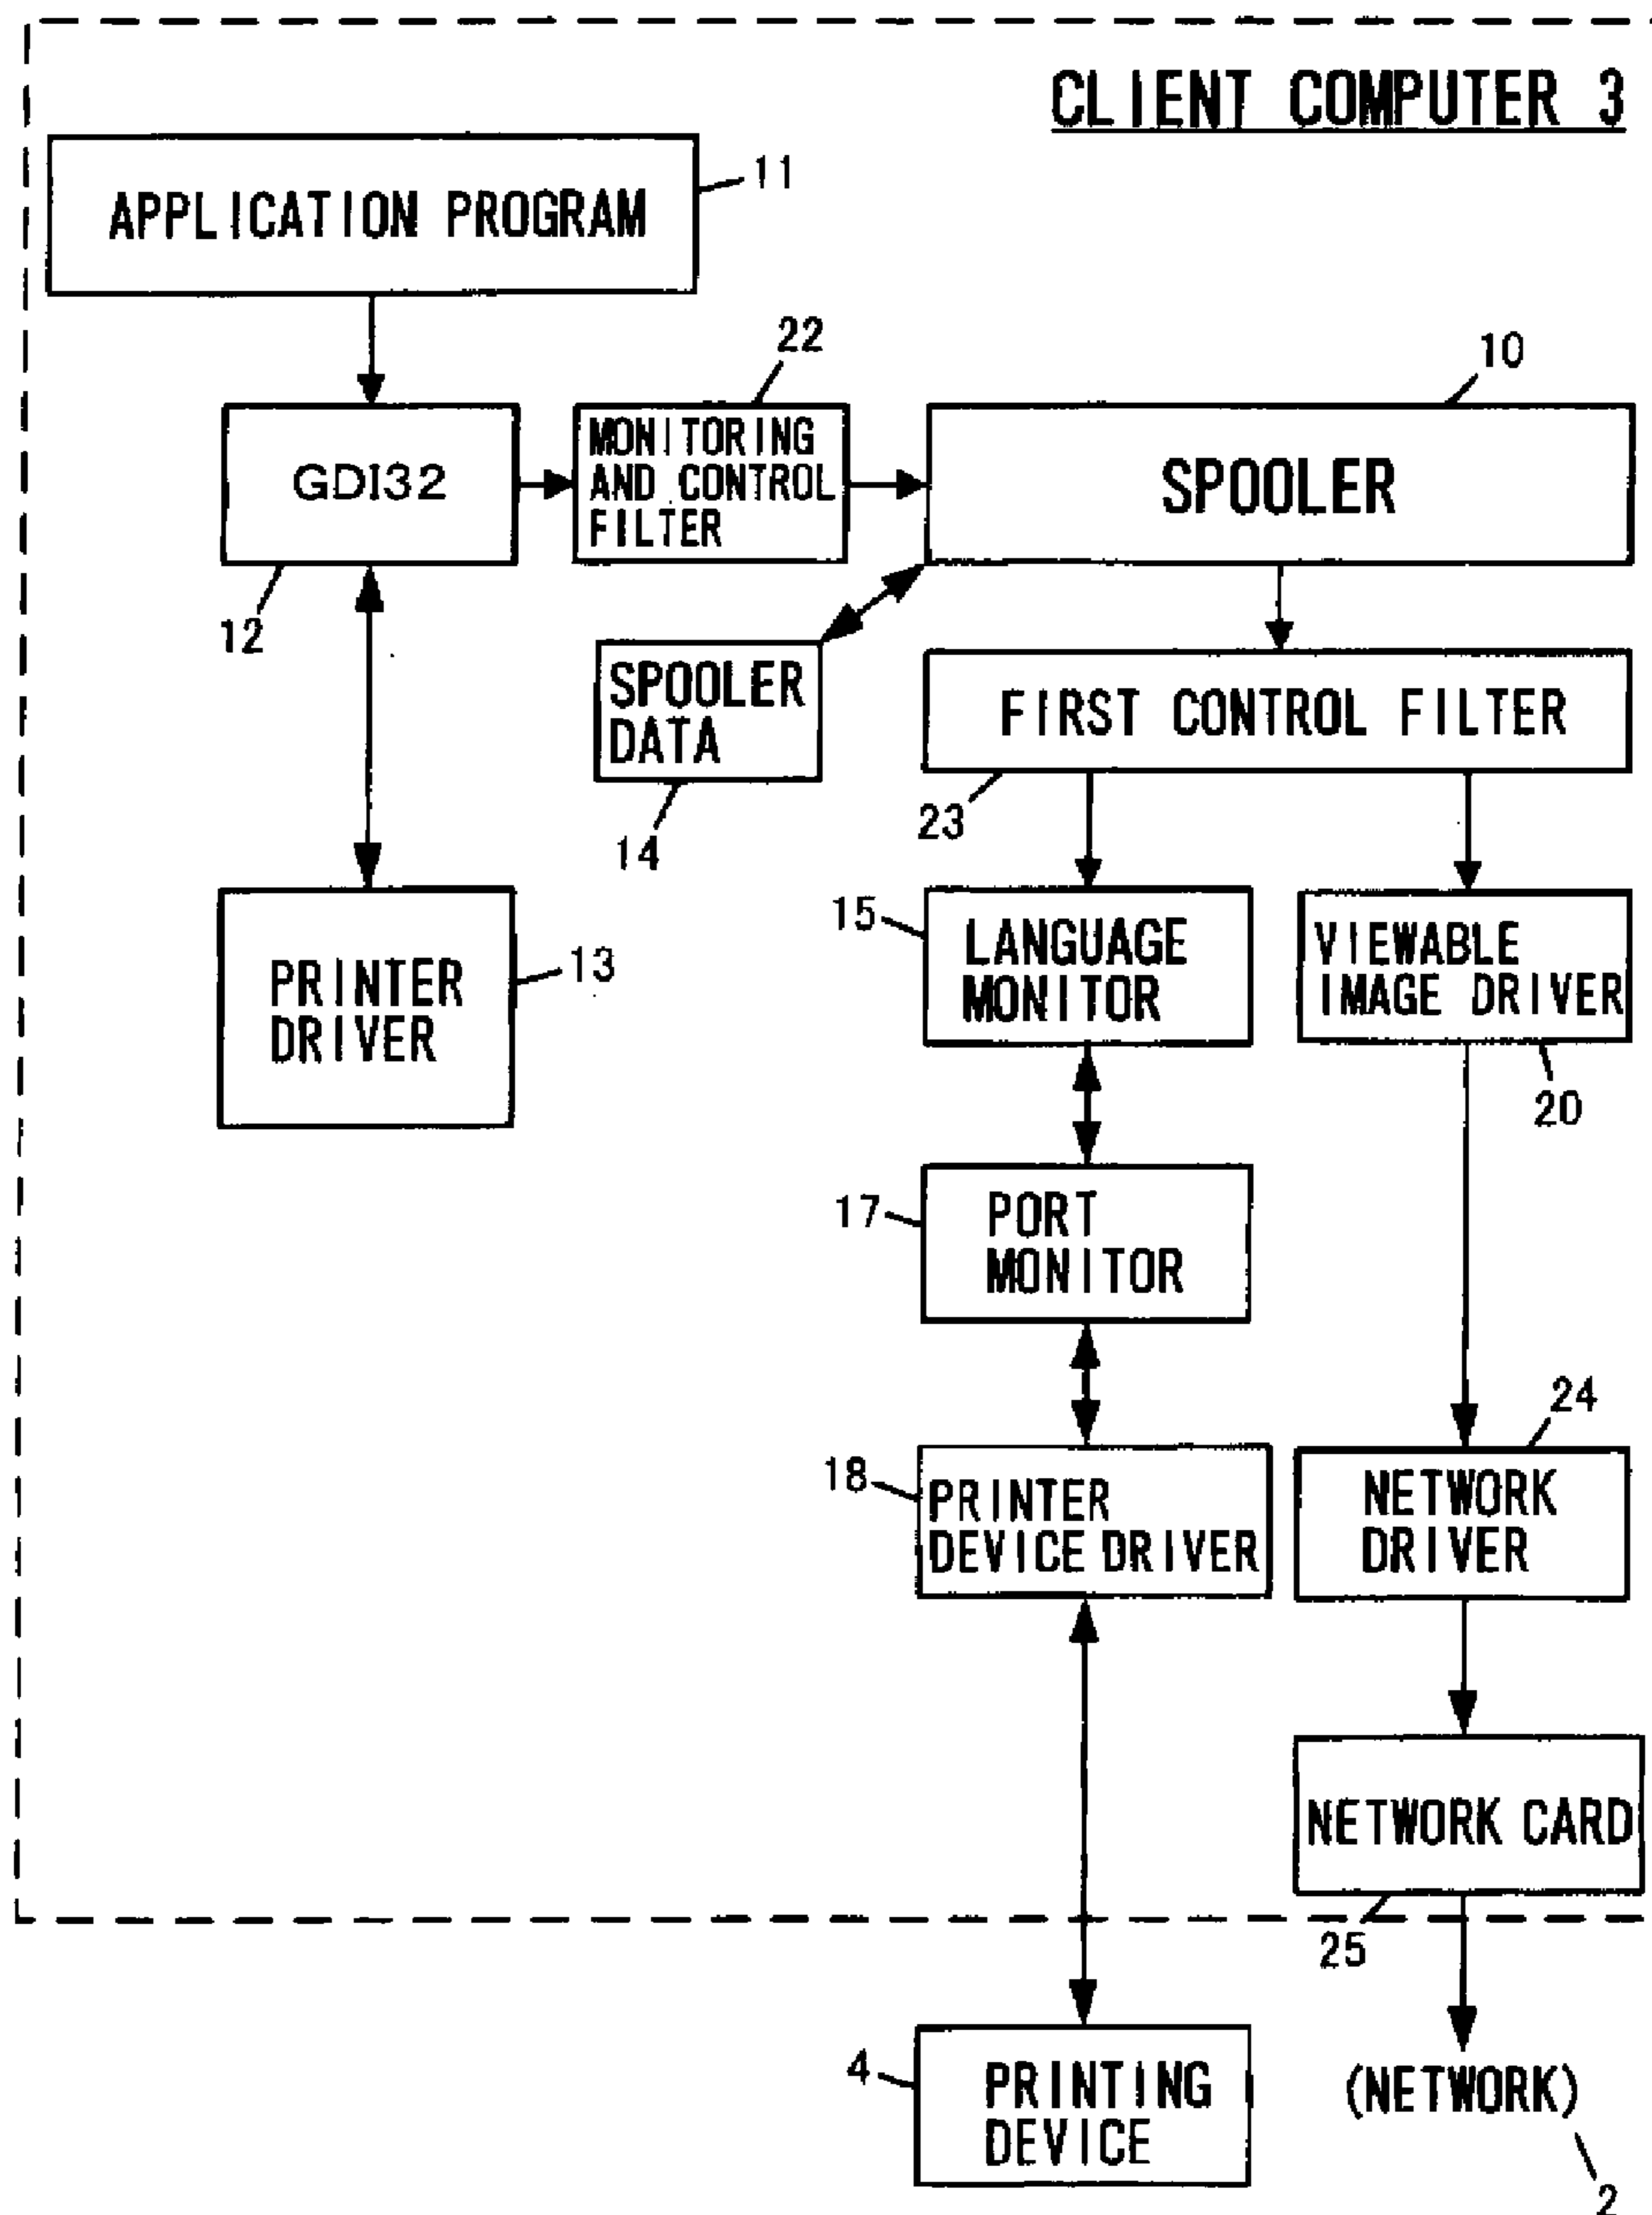 CLIENT COMPUTER 3
APPLICATION PROGRAM
11
GDI32
12
22
MONITORING
AND CONTROL
FILTER
10
SPOOLER
SPOOLER
DATA
14
FIRST CONTROL FILTER
23
PRINTER
DRIVER
13
15
LANGUAGE
MONITOR
VIEWABLE
IMAGE DRIVER
20
17
PORT
MONITOR
18
PRINTER
DEVICE DRIVER
24
NETWORK
DRIVER
NETWORK CARD
25
4
PRINTING
DEVICE
(NETWORK)
2